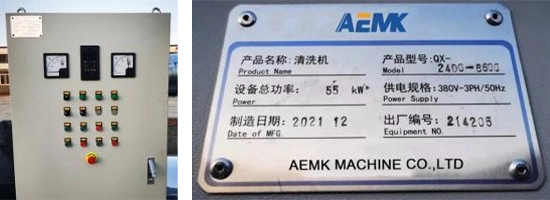 AEMK
产品名称: 清洗机 产品型号: QX-
Product Name Model 2400-8600
设备总功率: 55 kW 供电规格: 380V-3PH/50Hz
Power Power Supply
制造日期: 2021 12 出厂编号: 214205
Date of MFG. Equipment NO.
AEMK MACHINE CO.,LTD